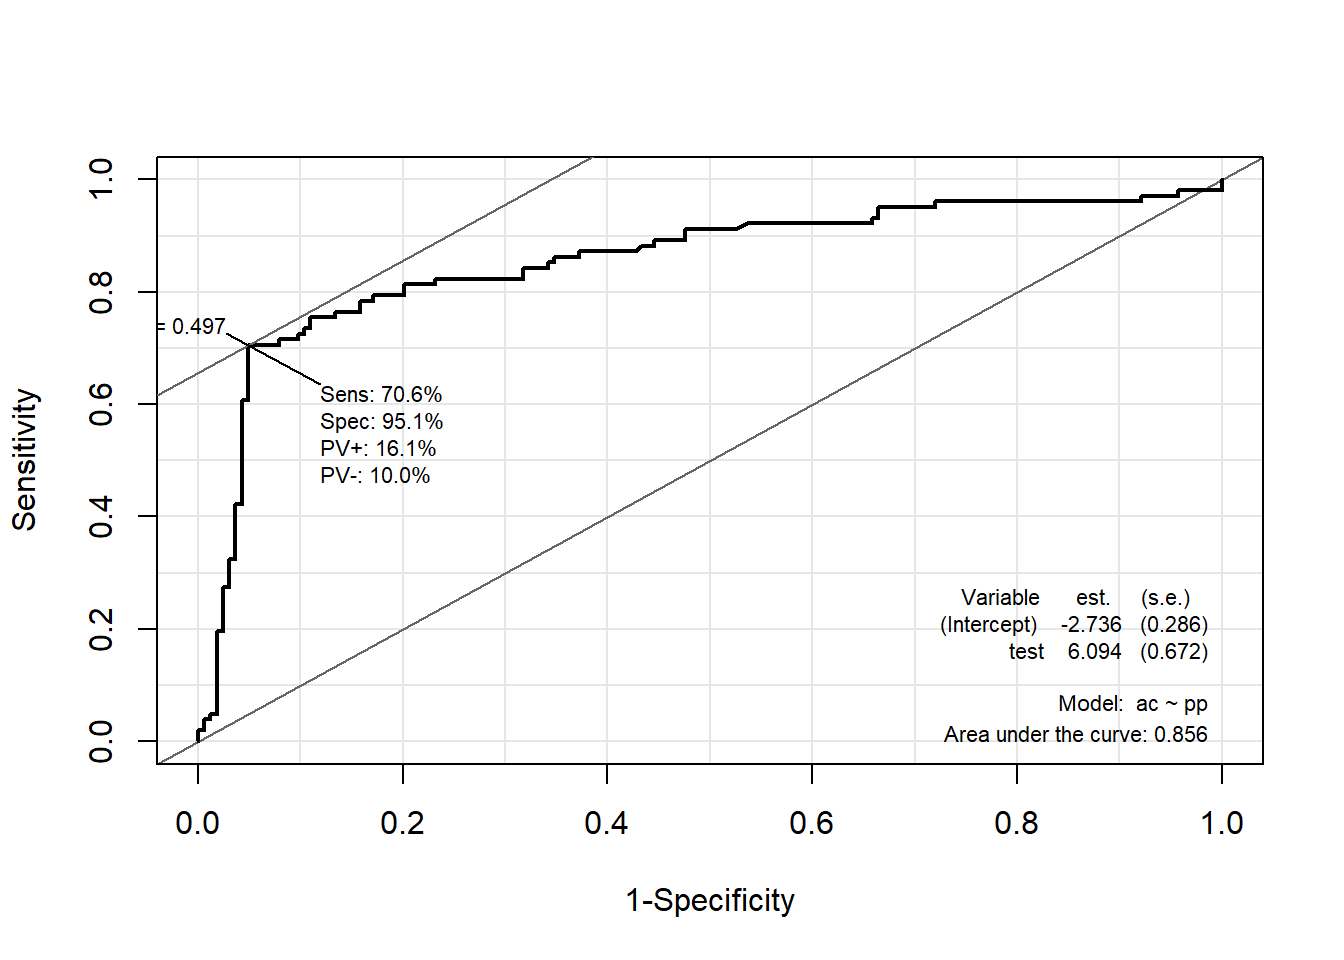 1.0
0.8
0.6
0.4
0.2
0.0
Sensitivity
= 0.497
Sens: 70.6%
Spec: 95.1%
PV+: 16.1%
PV-: 10.0%
Variable est. (s.e.)
(Intercept) -2.736 (0.286)
test 6.094 (0.672)
Model: ac ~ pp
Area under the curve: 0.856
0.0 0.2 0.4 0.6 0.8 1.0
1-Specificity